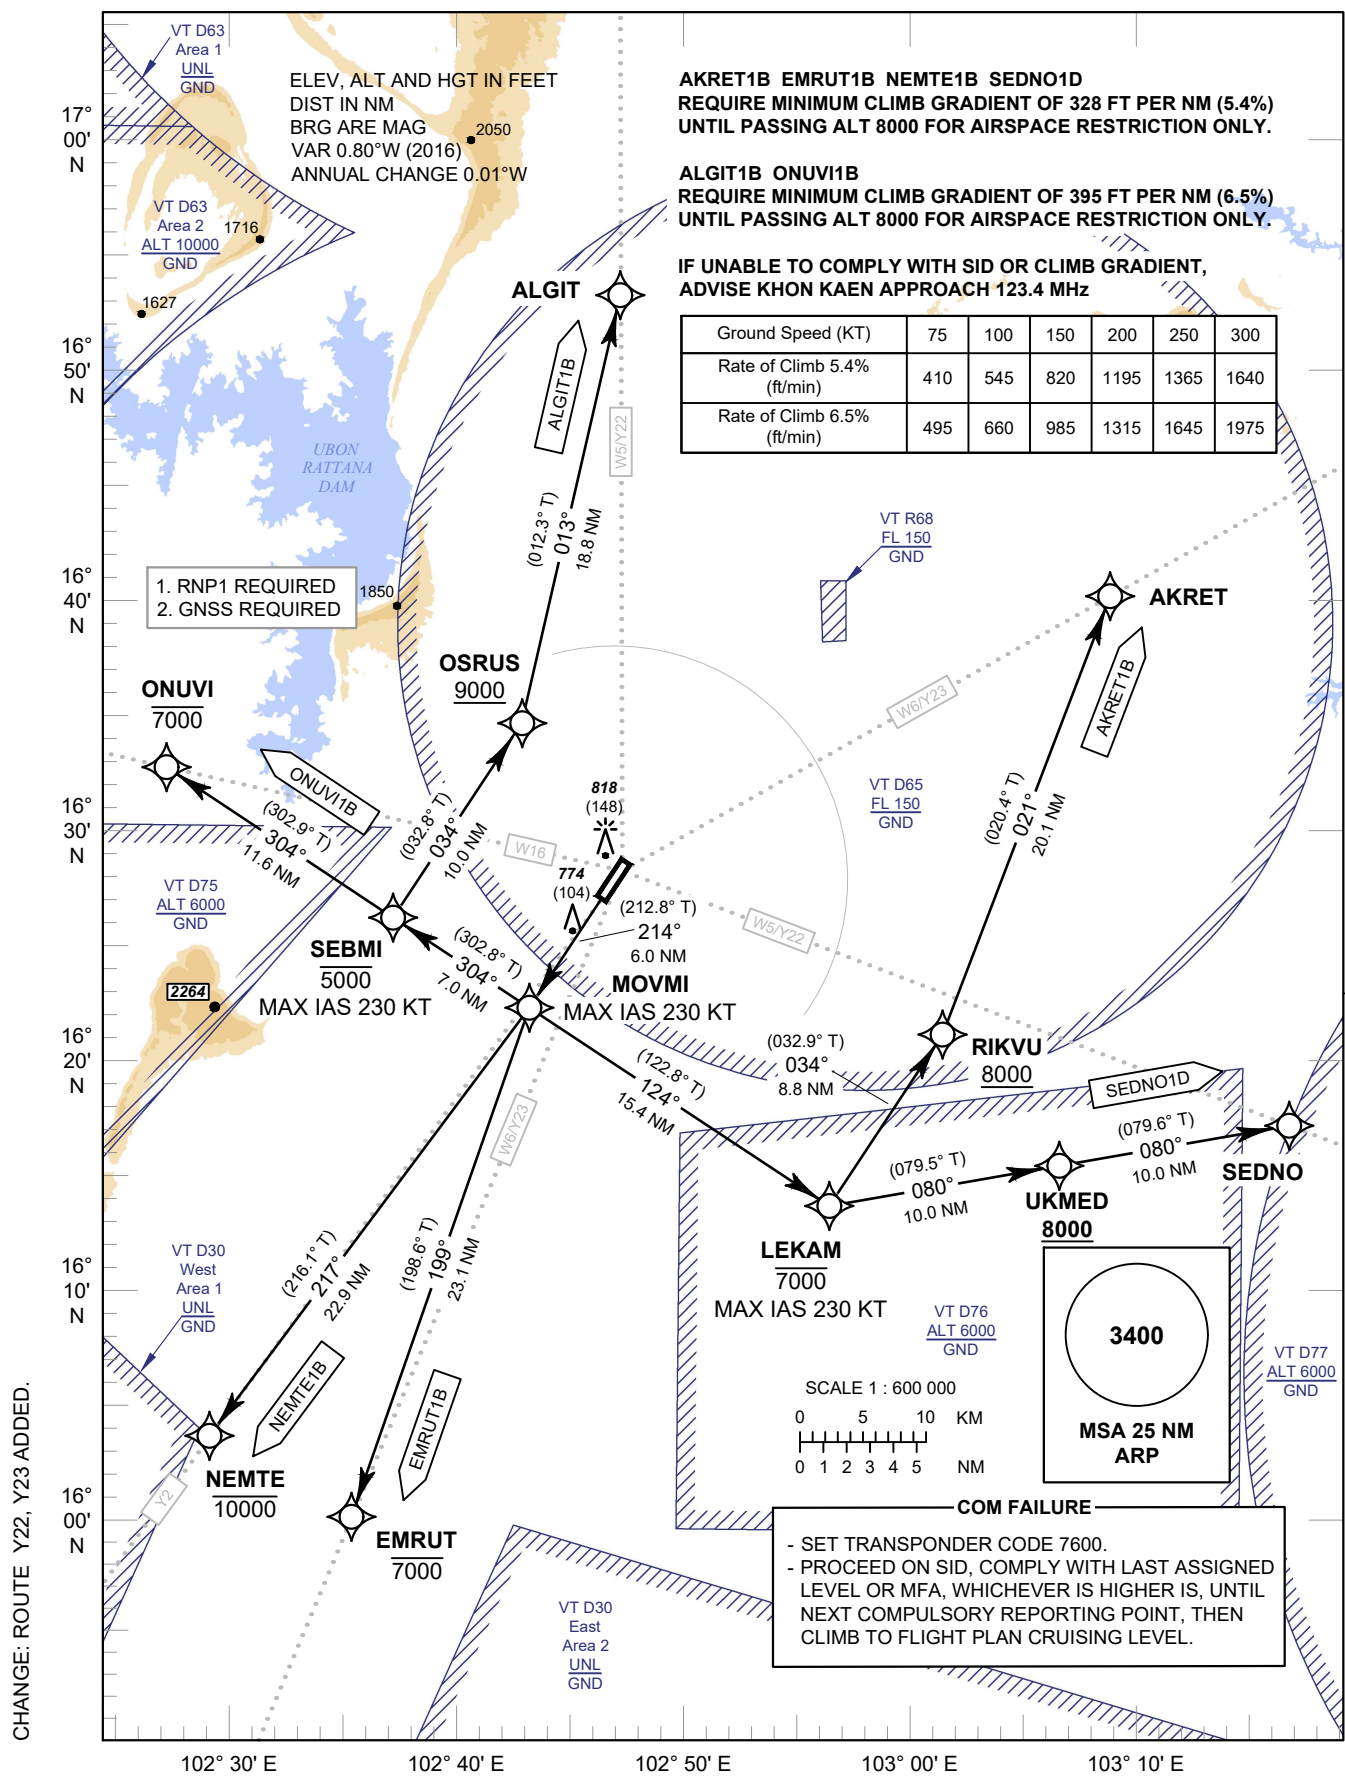 VT D63
Area 1
UNL
GND
ELEV, ALT AND HGT IN FEET
DIST IN NM
BRG ARE MAG
VAR 0.80°W (2016)
ANNUAL CHANGE 0.01°W
2050
AKRET1B EMRUT1B NEMTE1B SEDNO1D
REQUIRE MINIMUM CLIMB GRADIENT OF 328 FT PER NM (5.4%)
UNTIL PASSING ALT 8000 FOR AIRSPACE RESTRICTION ONLY.
ALGIT1B ONUVI1B
REQUIRE MINIMUM CLIMB GRADIENT OF 395 FT PER NM (6.5%)
UNTIL PASSING ALT 8000 FOR AIRSPACE RESTRICTION ONLY.
IF UNABLE TO COMPLY WITH SID OR CLIMB GRADIENT,
ADVISE KHON KAEN APPROACH 123.4 MHz
Ground Speed (KT) 75 100 150 200 250 300
Rate of Climb 5.4%
(ft/min) 410 545 820 1195 1365 1640
Rate of Climb 6.5%
(ft/min) 495 660 985 1315 1645 1975
17°
00'
N
VT D63
Area 2
ALT 10000
GND
1716
1627
ALGIT
ALGIT1B
W5/Y22
16°
50'
N
UBON
RATTANA
DAM
(012.3° T)
013°
18.8 NM
VT R68
FL 150
GND
16°
40'
N
1. RNP1 REQUIRED
2. GNSS REQUIRED
1850
AKRET
AKRET1B
OSRUS
9000
ONUVI
7000
W6/Y23
ONUVI1B
(302.9° T)
304°
11.6 NM
(032.8° T)
034°
10.0 NM
818
(148)
W16
774
(104)
VT D65
FL 150
GND
(020.4° T)
021°
20.1 NM
16°
30'
N
VT D75
ALT 6000
GND
(212.8° T)
214°
6.0 NM
W5/Y22
SEBMI
5000
MAX IAS 230 KT
(302.8° T)
304°
7.0 NM
MOVMI
MAX IAS 230 KT
2264
16°
20'
N
(032.9° T)
034°
8.8 NM
RIKVU
8000
(122.8° T)
124°
15.4 NM
W6/Y23
SEDNO1D
(079.6° T)
080°
10.0 NM
SEDNO
(079.5° T)
080°
10.0 NM
UKMED
8000
LEKAM
7000
MAX IAS 230 KT
VT D30
West
Area 1
UNL
GND
16°
10'
N
(216.1° T)
217°
22.9 NM
(198.6° T)
199°
23.1 NM
VT D76
ALT 6000
GND
3400
MSA 25 NM
ARP
VT D77
ALT 6000
GND
SCALE 1 : 600 000
0 5 10 KM
0 1 2 3 4 5 NM
NEMTE1B
EMRUT1B
NEMTE
10000
Y2
16°
00'
N
EMRUT
7000
COM FAILURE
- SET TRANSPONDER CODE 7600.
- PROCEED ON SID, COMPLY WITH LAST ASSIGNED
LEVEL OR MFA, WHICHEVER IS HIGHER IS, UNTIL
NEXT COMPULSORY REPORTING POINT, THEN
CLIMB TO FLIGHT PLAN CRUISING LEVEL.
VT D30
East
Area 2
UNL
GND
CHANGE: ROUTE Y22, Y23 ADDED.
102° 30' E 102° 40' E 102° 50' E 103° 00' E 103° 10' E